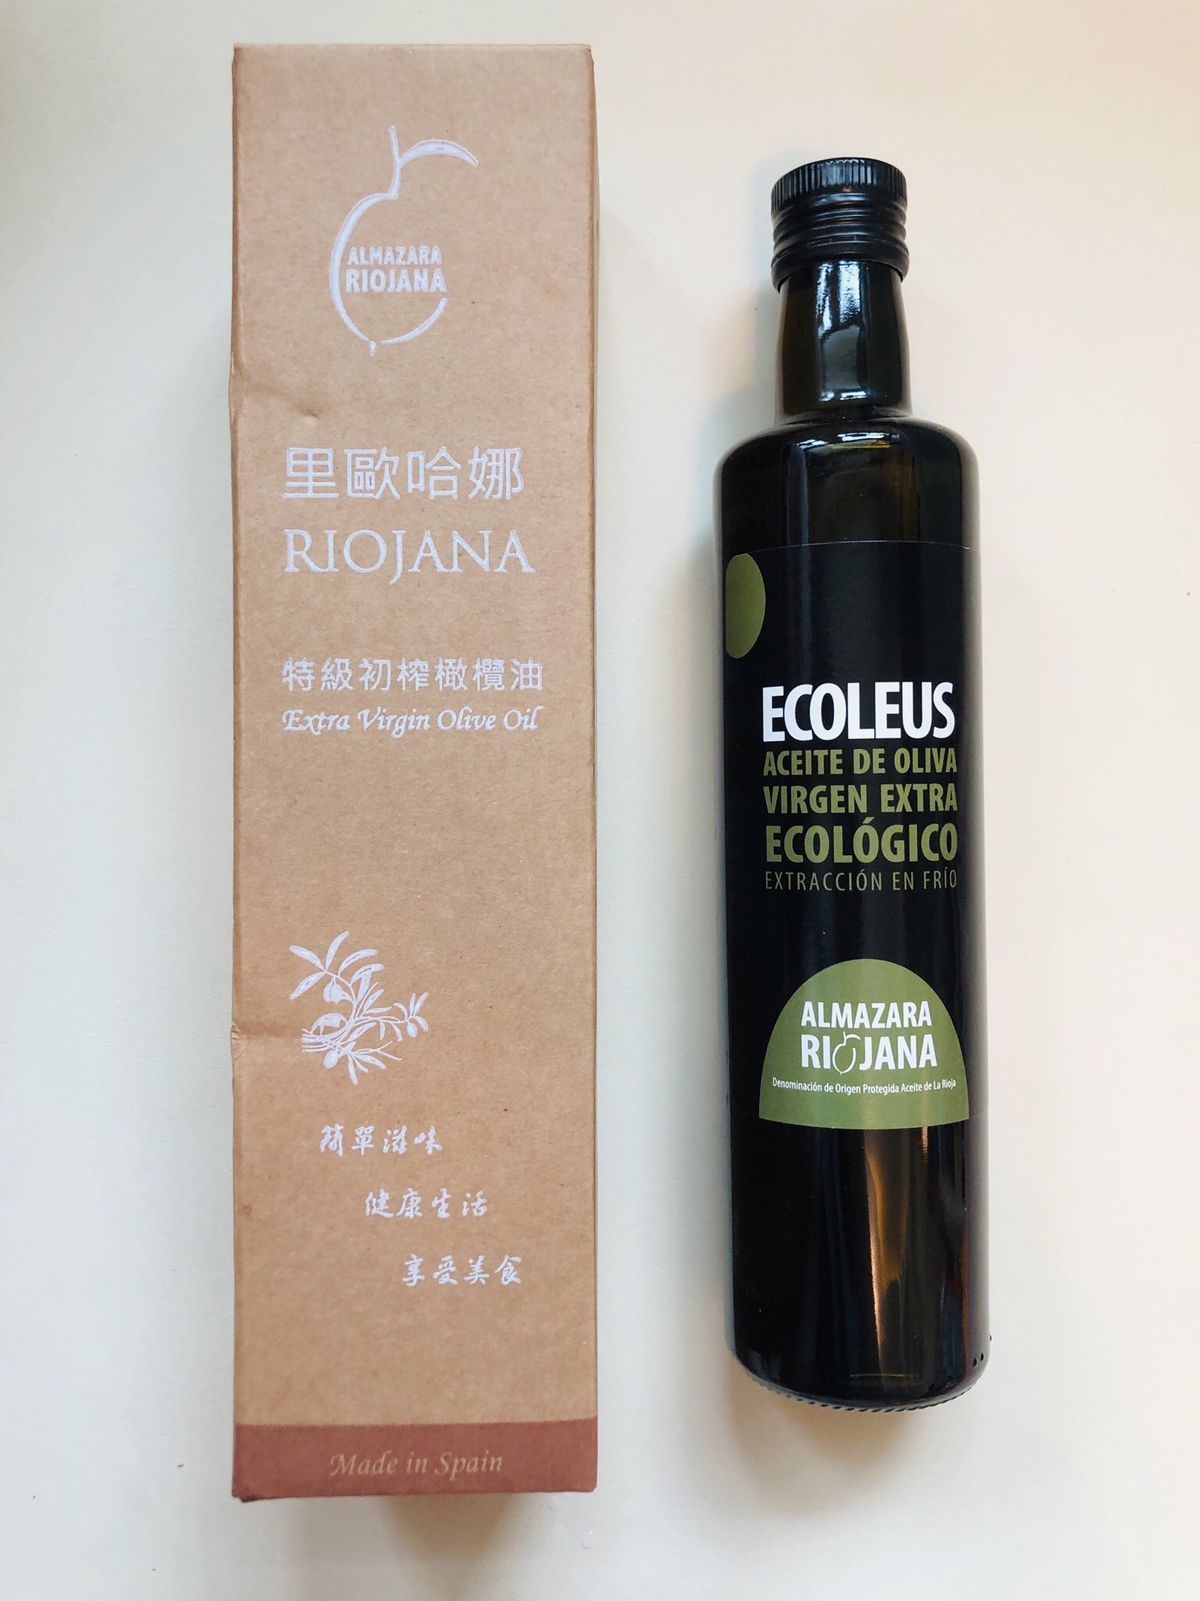 ALMAZARA
RIOJANA
里歐哈娜
RIOJANA
特級初榨橄欖油
Extra Virgin Olive Oil
簡單滋味
健康生活
享受美食
Made in Spain
ECOLEUS
ACEITE DE OLIVA
VIRGEN EXTRA
ECOLÓGICO
EXTRACCIÓN EN FRÍO
ALMAZARA
RIOJANA
Denominación de Origen Protegida Aceite de La Rioja